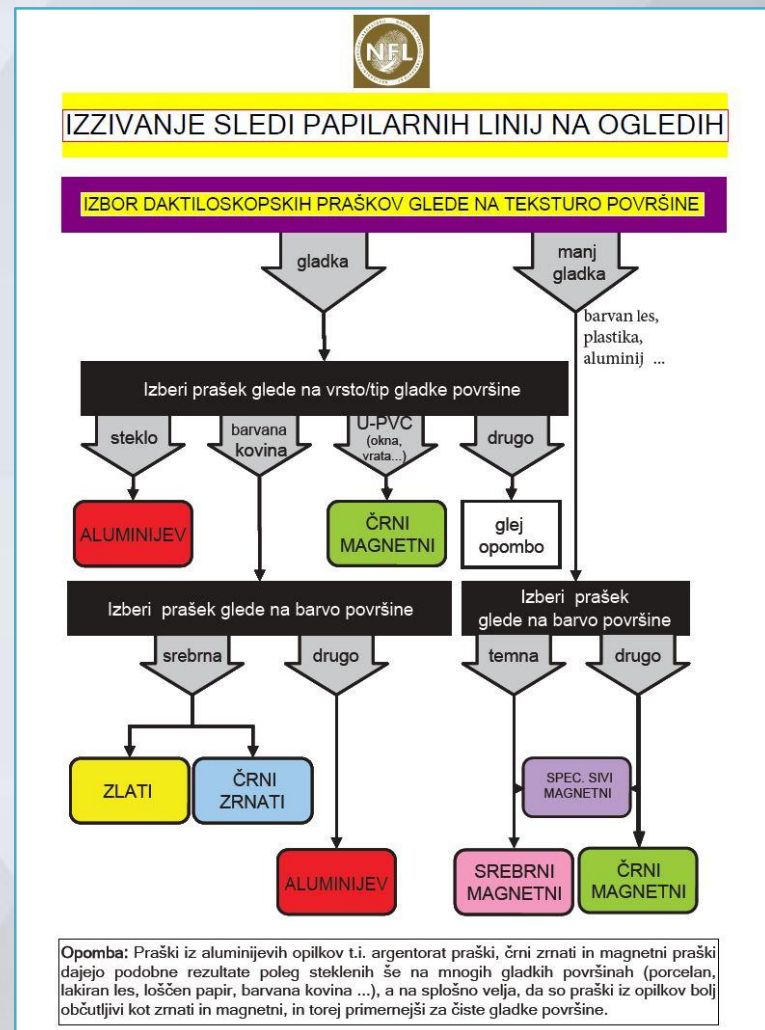 NFL
IZZIVANJE SLEDI PAPILARNIH LINIJ NA OGLEDIH
IZBOR DAKTILOSKOPSKIH PRAŠKOV GLEDE NA TEKSTURO POVRŠINE
gladka
manj
gladka
barvan les,
plastika,
aluminij ...
Izberi prašek glede na vrsto/tip gladke površine
steklo
barvana
kovina
U-PVC
(okna,
vrata...)
drugo
ALUMINIJEV
ČRNI
MAGNETNI
glej
opombo
Izberi prašek glede na barvo površine
Izberi prašek
glede na barvo površine
srebrna
drugo
temna
drugo
ZLATI
ČRNI
ZRNATI
SPEC. SIVI
MAGNETNI
ALUMINIJEV
SREBRNI
MAGNETNI
ČRNI
MAGNETNI
Opomba: Praški iz aluminijevih opilkov t.i. argentorat praški, črni zrnati in magnetni praški
dajejo podobne rezultate poleg steklenih še na mnogih gladkih površinah (porcelan,
lakiran les, loščen papir, barvana kovina ...), a na splošno velja, da so praški iz opilkov bolj
občutljivi kot zrnati in magnetni, in torej primernejši za čiste gladke površine.